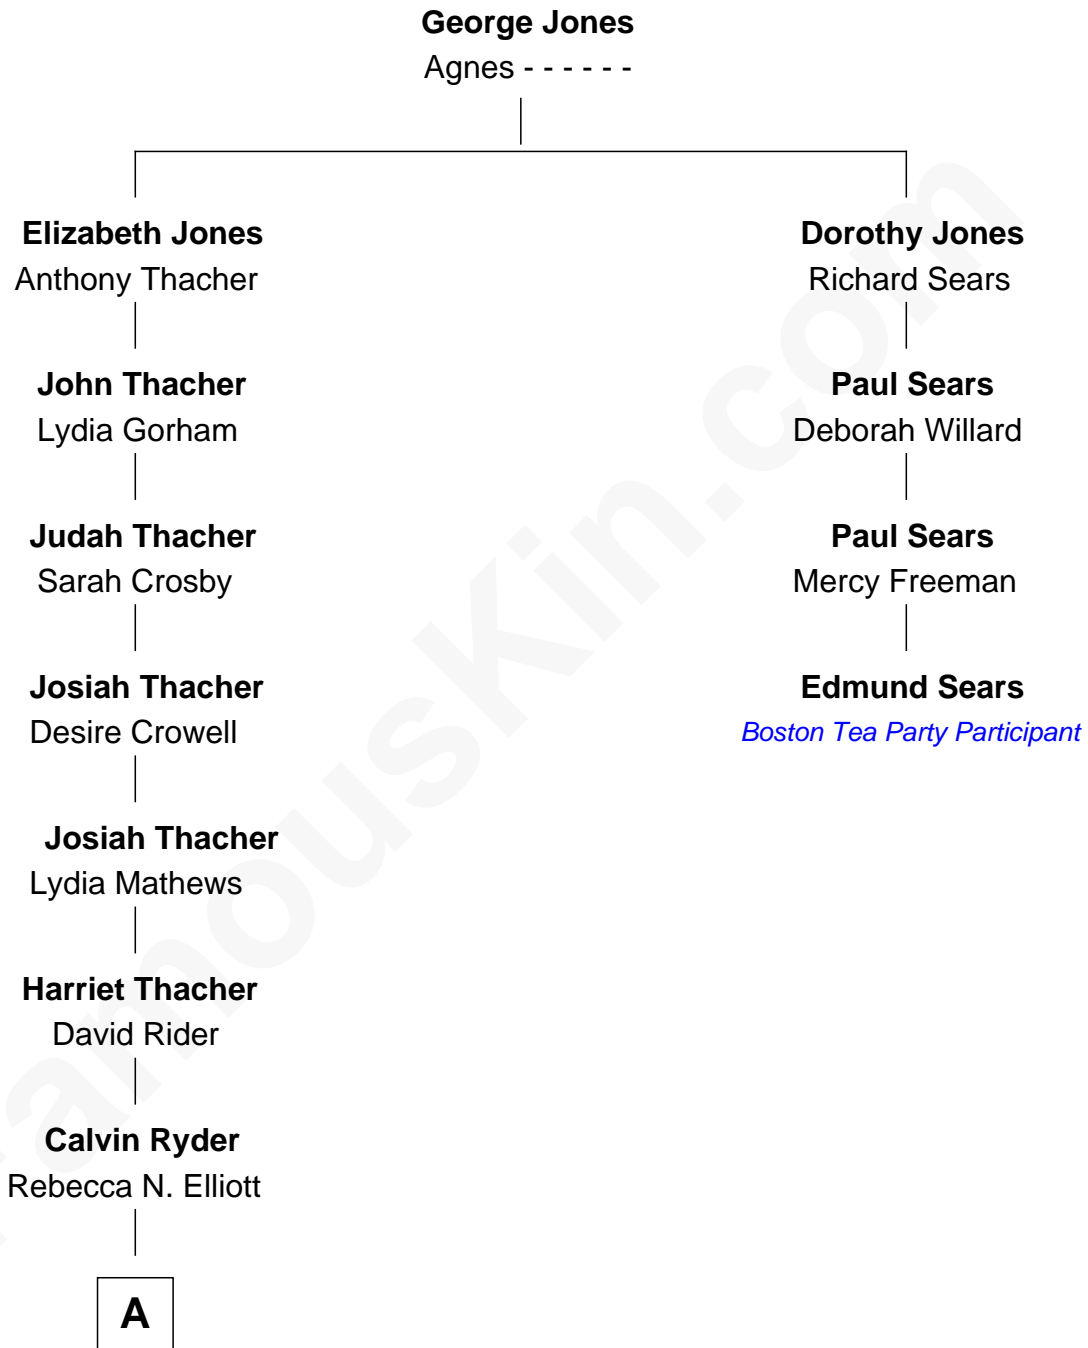 George Jones
Agnes - - - - - -
Elizabeth Jones
Anthony Thacher
Dorothy Jones
Richard Sears
John Thacher
Lydia Gorham
Paul Sears
Deborah Willard
Judah Thacher
Sarah Crosby
Paul Sears
Mercy Freeman
Josiah Thacher
Desire Crowell
Edmund Sears
Boston Tea Party Participant
Josiah Thacher
Lydia Mathews
Harriet Thacher
David Rider
Calvin Ryder
Rebecca N. Elliott
A
FamousKin.com